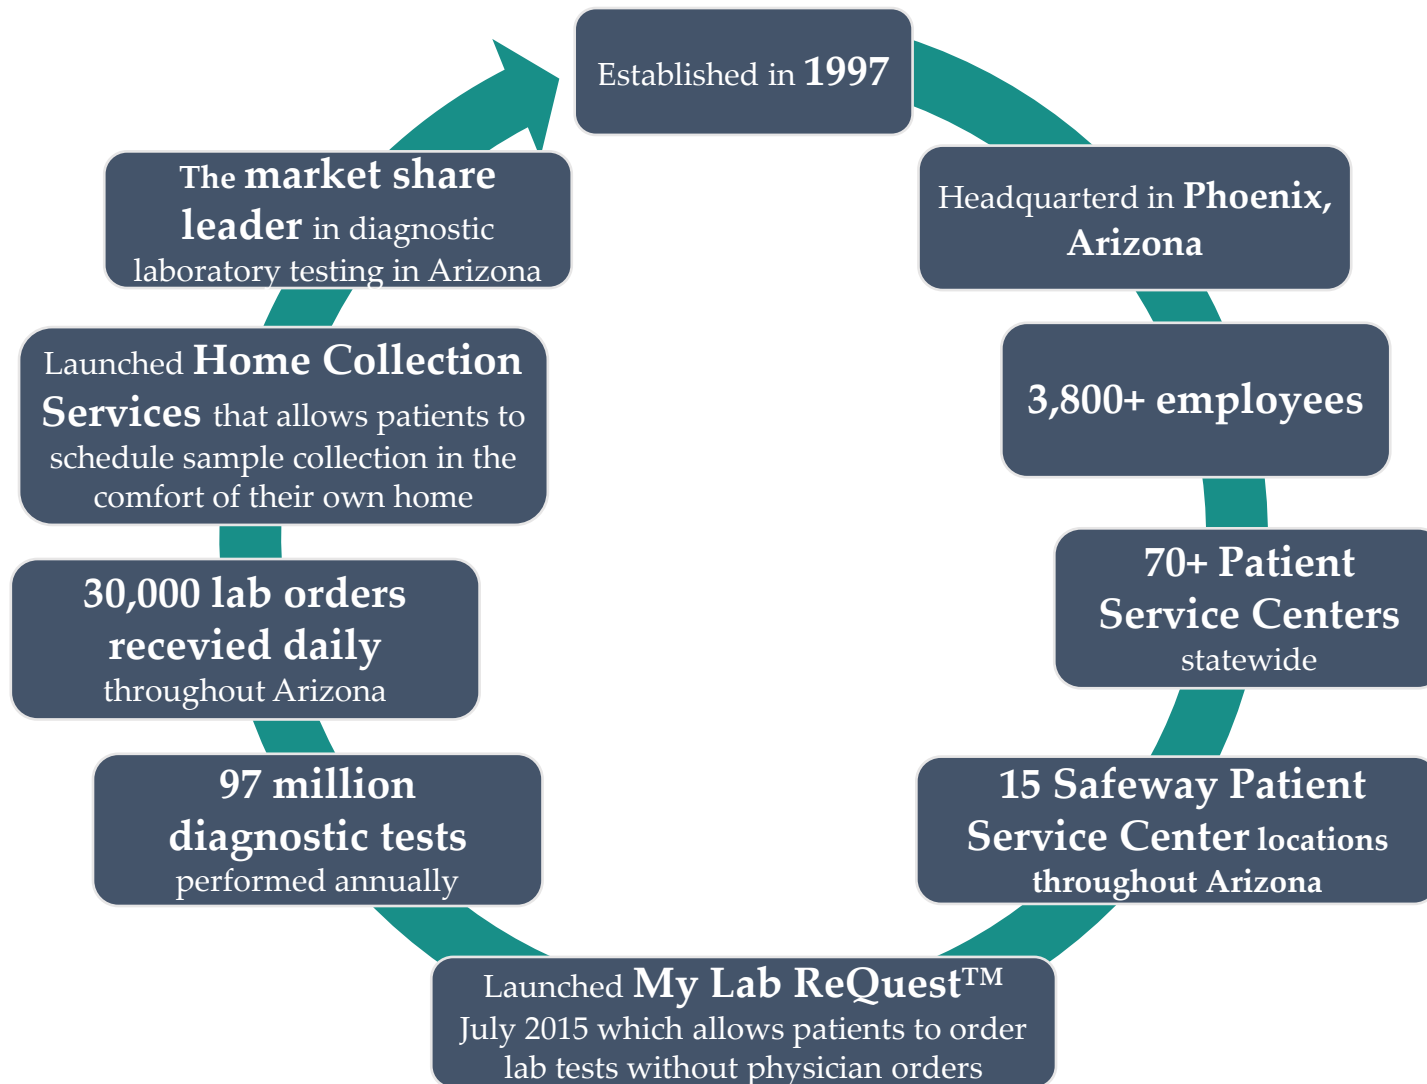 Established in 1997
Headquarterd in Phoenix,
Arizona
3,800+ employees
70+ Patient
Service Centers
statewide
15 Safeway Patient
Service Center locations
throughout Arizona
Launched My Lab ReQuest™
July 2015 which allows patients to order
lab tests without physician orders
97 million
diagnostic tests
performed annually
30,000 lab orders
recevied daily
throughout Arizona
Launched Home Collection
Services that allows patients to
schedule sample collection in the
comfort of their own home
The market share
leader in diagnostic
laboratory testing in Arizona